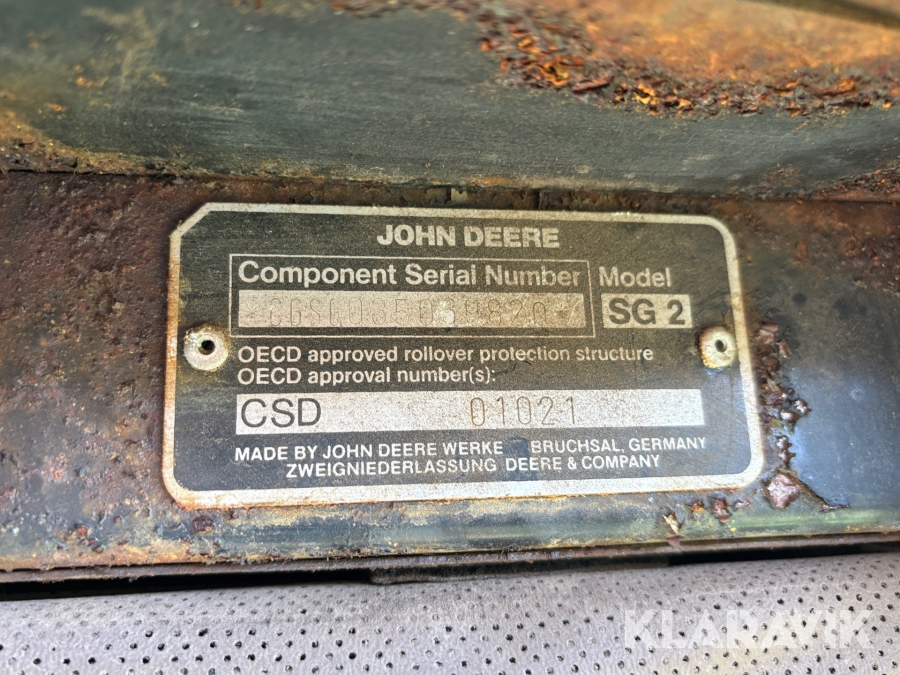 JOHN DEERE
Component Serial Number
Model
SG 2
OECD approved rollover protection structure
OECD approval number(s):
CSD 01021
MADE BY JOHN DEERE WERKE BRUCHSAL, GERMANY
ZWEIGNIEDERLASSUNG DEERE & COMPANY
KLARAVIK